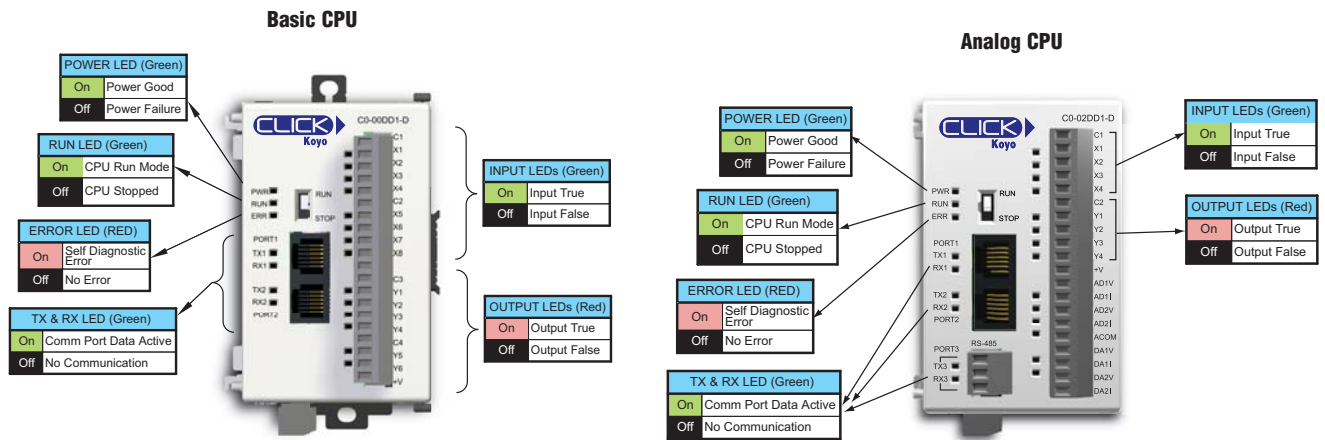 Basic CPU
POWER LED (Green)
On Power Good
Off Power Failure
RUN LED (Green)
On CPU Run Mode
Off CPU Stopped
ERROR LED (RED)
On Self Diagnostic
Error
Off No Error
TX & RX LED (Green)
On Comm Port Data Active
Off No Communication
C0-00DD1-D
CLICK
Koyo
PWR
RUN
ERR
RUN
STOP
PORT1
TX1
RX1
TX2
RX2
PORT2
C1
X1
X2
X3
X4
C2
X5
X6
X7
X8
C3
Y1
Y2
Y3
Y4
C4
Y5
Y6
+V
INPUT LEDs (Green)
On Input True
Off Input False
OUTPUT LEDs (Red)
On Output True
Off Output False
Analog CPU
POWER LED (Green)
On Power Good
Off Power Failure
RUN LED (Green)
On CPU Run Mode
Off CPU Stopped
ERROR LED (RED)
On Self Diagnostic
Error
Off No Error
TX & RX LED (Green)
On Comm Port Data Active
Off No Communication
C0-02DD1-D
CLICK
Koyo
PWR
RUN
ERR
RUN
STOP
PORT1
TX1
RX1
TX2
RX2
PORT2
PORT3
RS-485
TX3
RX3
C1
X1
X2
X3
X4
C2
Y1
Y2
Y3
Y4
+V
AD1V
AD1I
AD2V
AD2I
ACOM
DA1V
DA1I
DA2V
DA2I
INPUT LEDs (Green)
On Input True
Off Input False
OUTPUT LEDs (Red)
On Output True
Off Output False